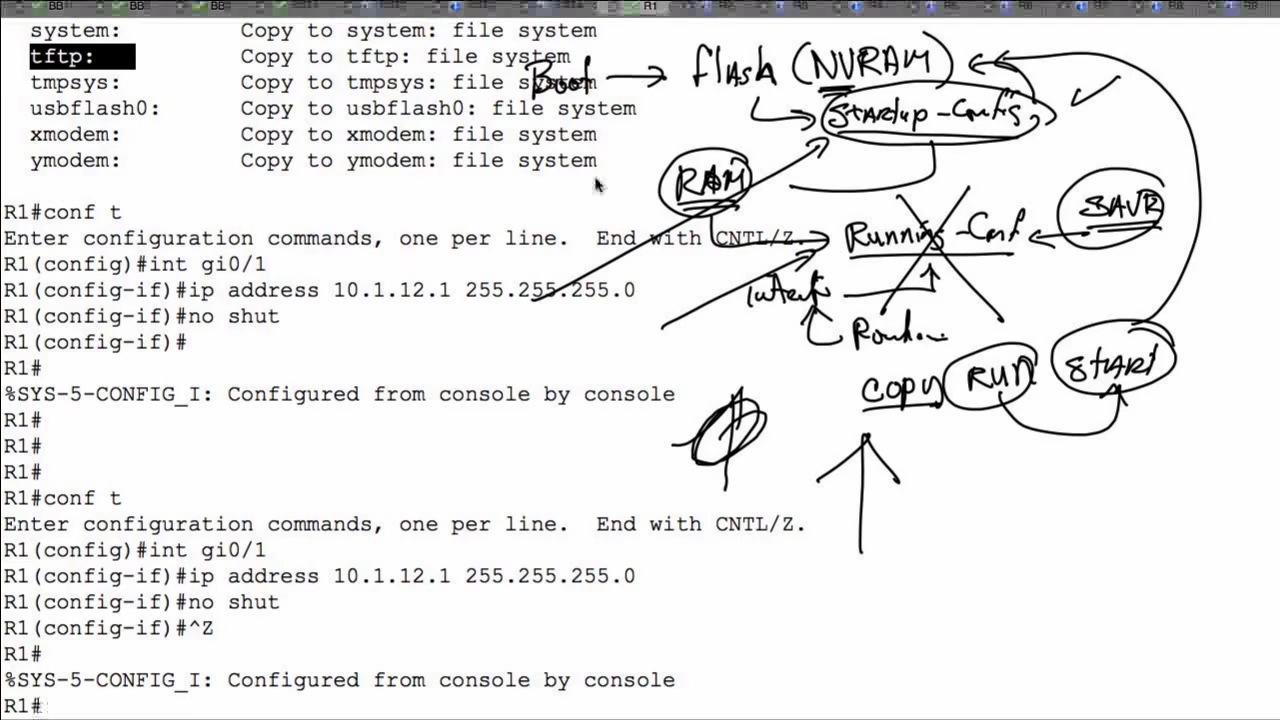 R1
system: Copy to system: file system
tftp: Copy to tftp: file system
tmpsys: Copy to tmpsys: file system
usbflash0: Copy to usbflash0: file system
xmodem: Copy to xmodem: file system
ymodem: Copy to ymodem: file system
R1#conf t
Enter configuration commands, one per line. End with CNTL/Z.
R1(config)#int gi0/1
R1(config-if)#ip address 10.1.12.1 255.255.255.0
R1(config-if)#no shut
R1(config-if)#
R1#
%SYS-5-CONFIG_I: Configured from console by console
R1#
R1#
R1#
R1#conf t
Enter configuration commands, one per line. End with CNTL/Z.
R1(config)#int gi0/1
R1(config-if)#ip address 10.1.12.1 255.255.255.0
R1(config-if)#no shut
R1(config-if)#^Z
R1#
%SYS-5-CONFIG_I: Configured from console by console
R1#
Boot flash (NVRAM)
Startup-Config
RAM
SAVE
Running-Conf
copy RUN START